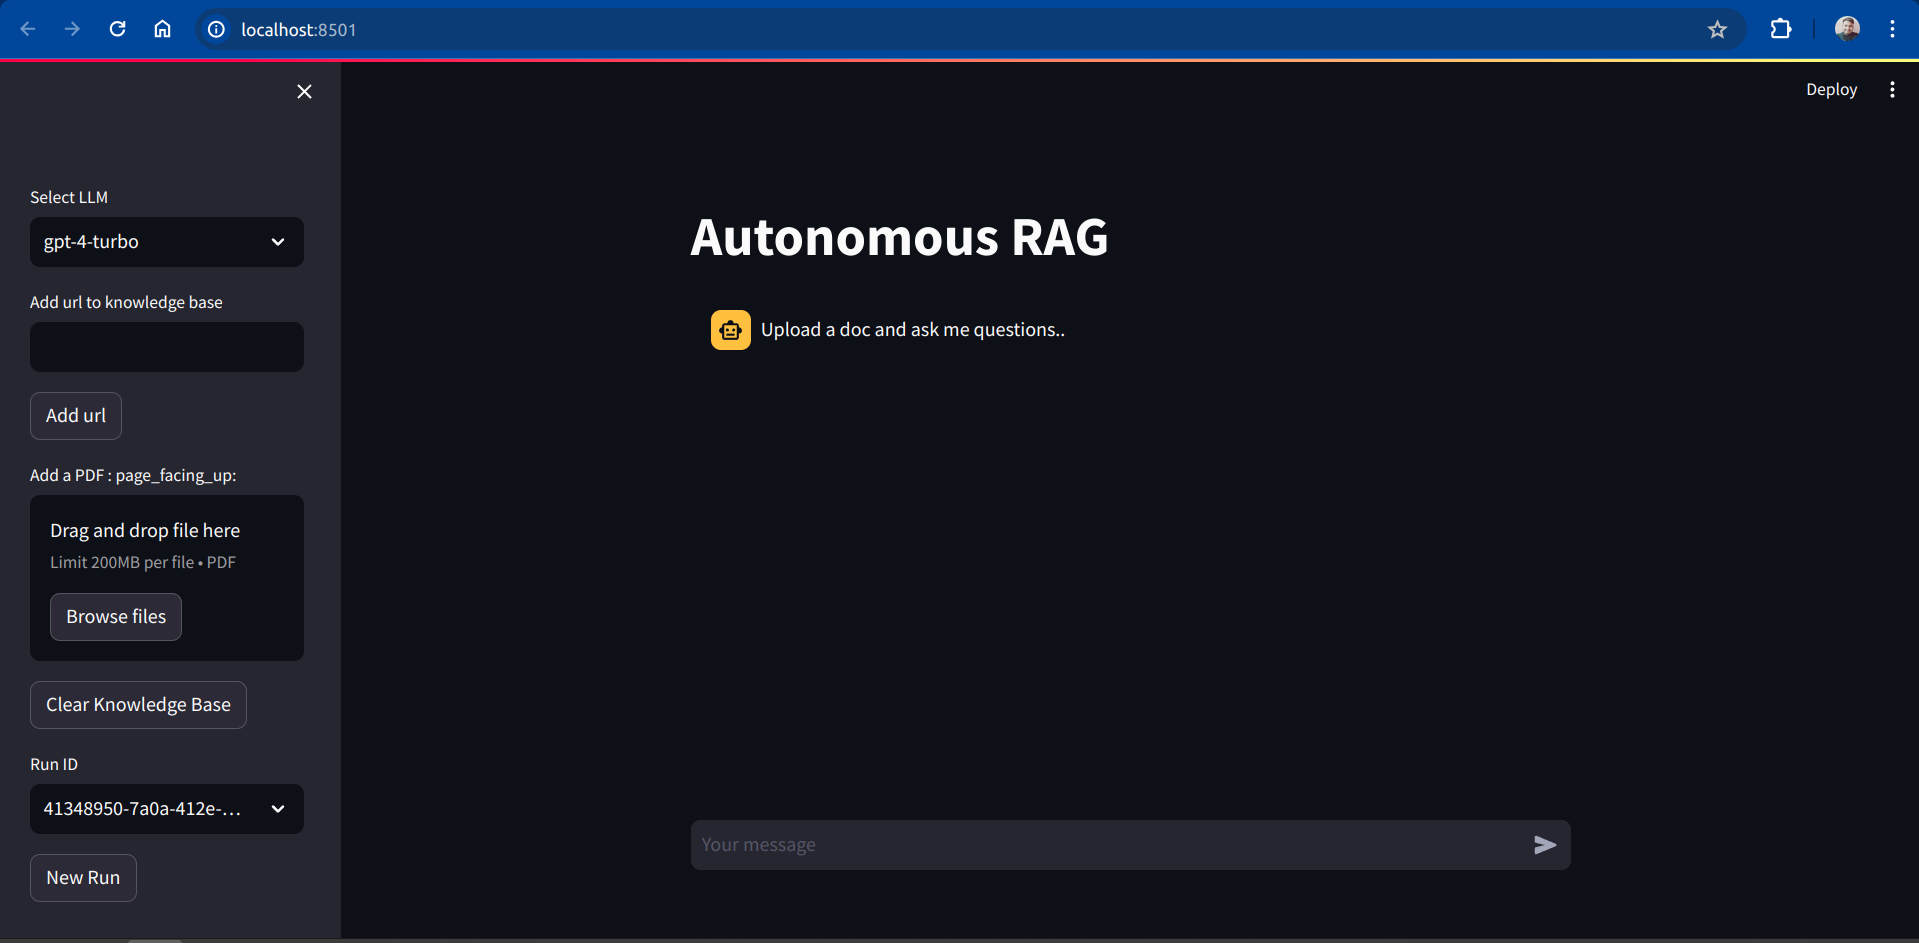 localhost:8501
Deploy
Select LLM
gpt-4-turbo
Add url to knowledge base
Add url
Add a PDF : page_facing_up:
Drag and drop file here
Limit 200MB per file • PDF
Browse files
Clear Knowledge Base
Run ID
41348950-7a0a-412e-...
New Run
Autonomous RAG
Upload a doc and ask me questions..
Your message